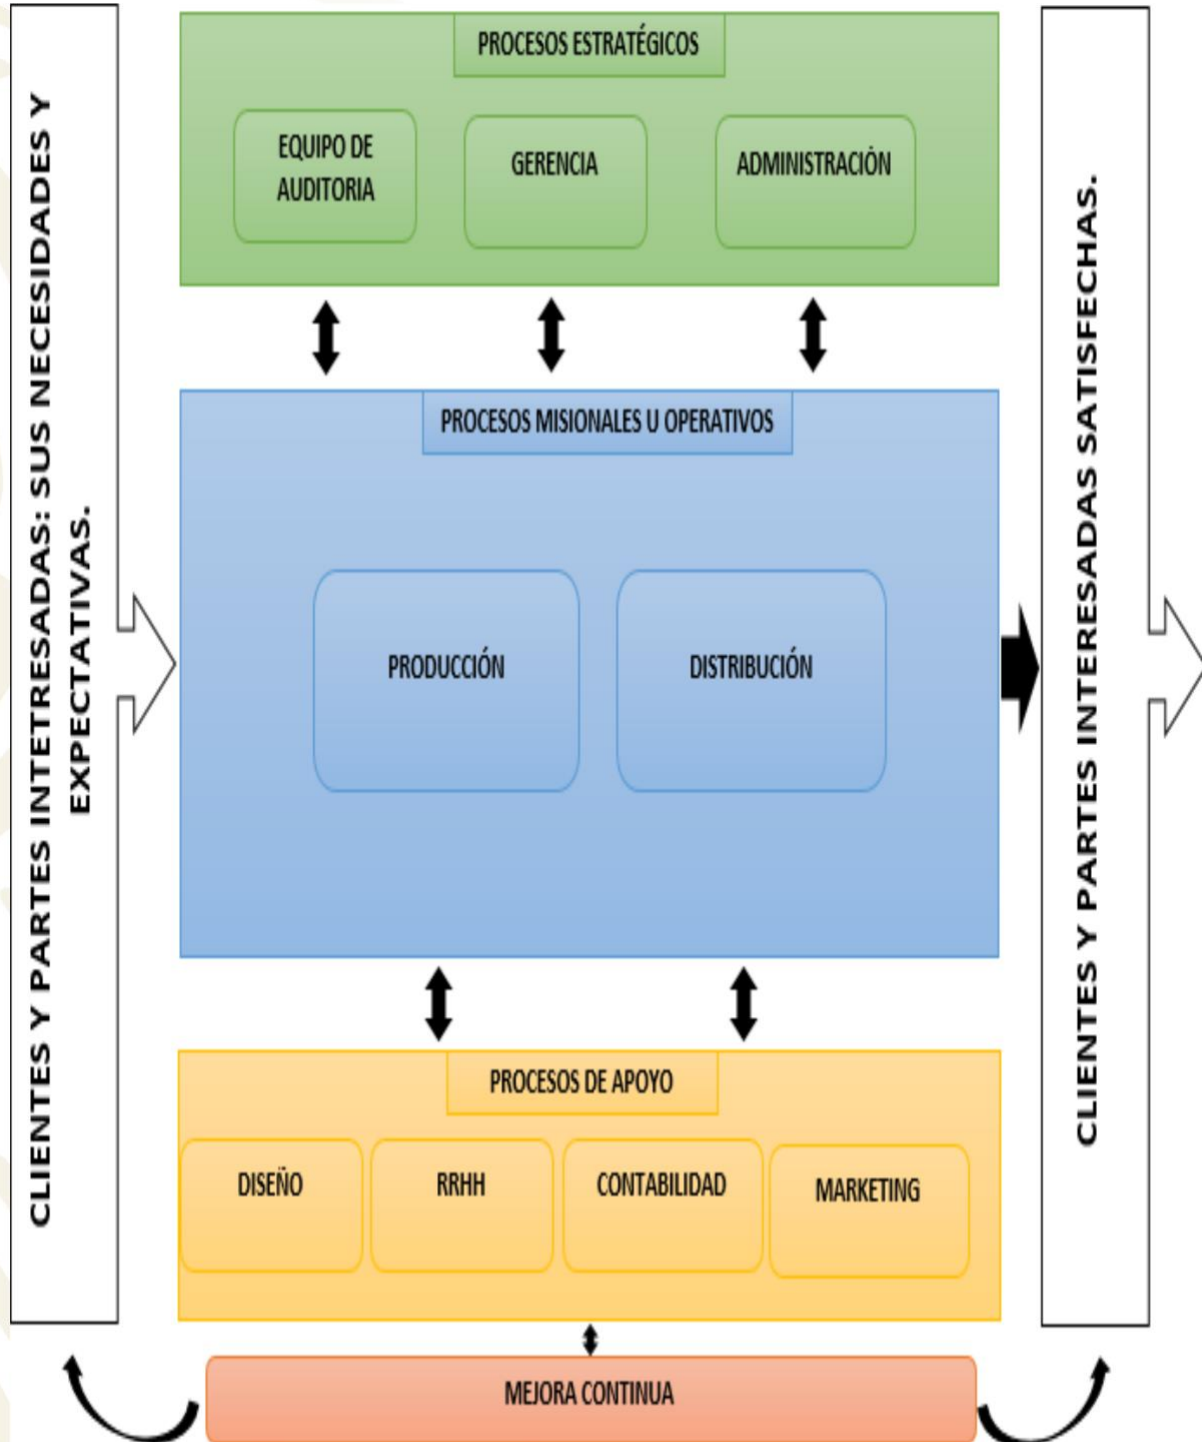 CLIENTES Y PARTES INTETRESADAS: SUS NECESIDADES Y
EXPECTATIVAS.
PROCESOS ESTRATÉGICOS
EQUIPO DE
AUDITORIA
GERENCIA
ADMINISTRACIÓN
PROCESOS MISIONALES U OPERATIVOS
PRODUCCIÓN
DISTRIBUCIÓN
PROCESOS DE APOYO
DISEÑO
RRHH
CONTABILIDAD
MARKETING
MEJORA CONTINUA
CLIENTES Y PARTES INTERESADAS SATISFECHAS.